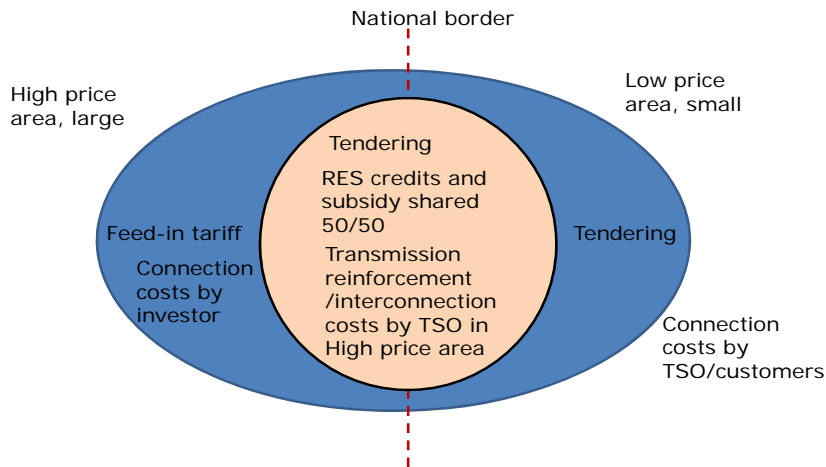 National border
High price
area, large
Low price
area, small
Tendering
RES credits and
subsidy shared
50/50
Transmission
reinforcement
/interconnection
costs by TSO in
High price area
Feed-in tariff
Connection
costs by
investor
Tendering
Connection
costs by
TSO/customers